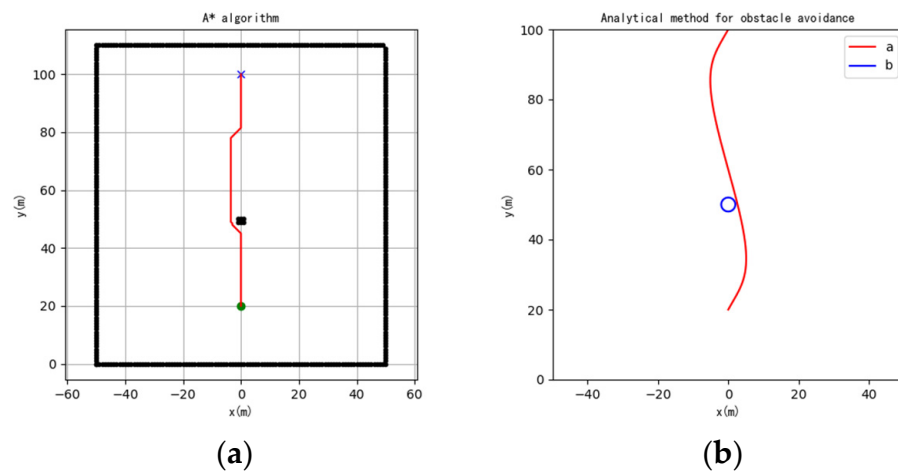 A* algorithm
y(m)
100
80
60
40
20
0
−60 −40 −20 0 20 40 60
x(m)
(a)
Analytical method for obstacle avoidance
a
b
y(m)
100
80
60
40
20
0
−40 −20 0 20 40
x(m)
(b)